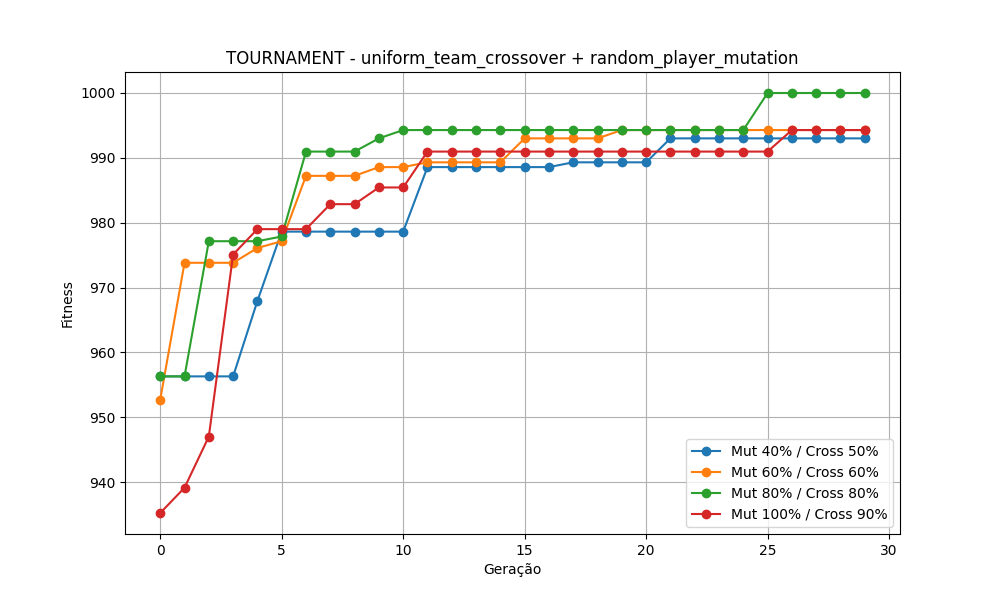 TOURNAMENT - uniform_team_crossover + random_player_mutation
1000
990
980
970
960
950
940
Fitness
0 5 10 15 20 25 30
Geração
Mut 40% / Cross 50%
Mut 60% / Cross 60%
Mut 80% / Cross 80%
Mut 100% / Cross 90%